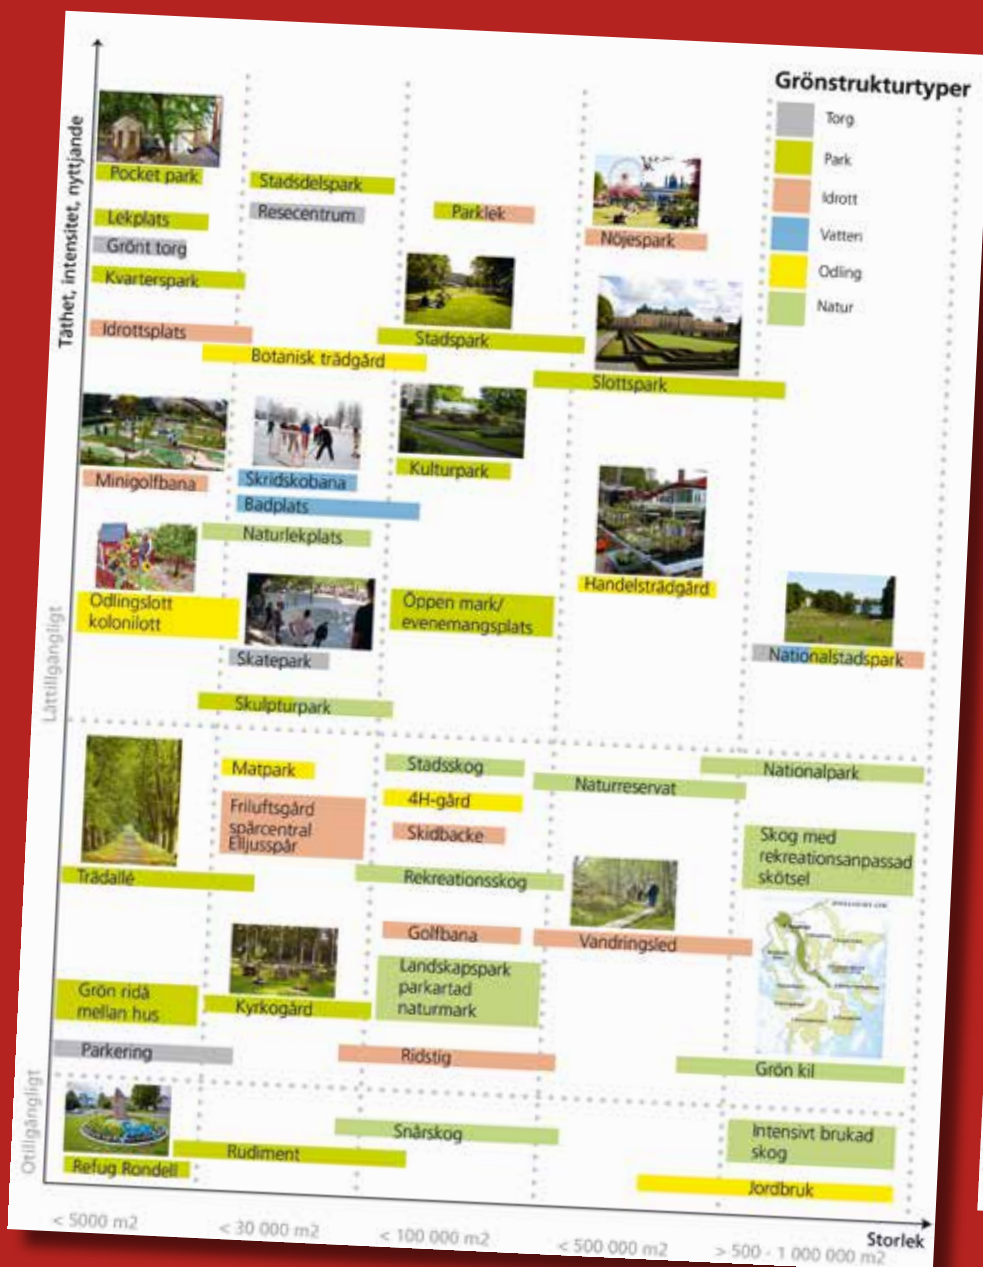 Grönstrukturtyper
Torg
Park
Idrott
Vatten
Odling
Natur
Täthet, intensitet, nyttjande
Lättillgängligt
Otillgängligt
Pocket park
Stadsdelspark
Lekplats
Resecentrum
Parklek
Grönt torg
Nöjespark
Kvarterspark
Idrottsplats
Stadspark
Botanisk trädgård
Slottspark
Minigolfbana
Skridskobana
Kulturpark
Badplats
Naturlekplats
Handelsträdgård
Odlingslott
kolonilott
Öppen mark/
evenemangsplats
Skatepark
Nationalstadspark
Skulpturpark
Matpark
Stadsskog
Nationalpark
Naturreservat
4H-gård
Friluftsgård
spårcentral
Elljusspår
Skidbacke
Skog med
rekreationsanpassad
skötsel
Trädallé
Rekreationsskog
Golfbana
Vandringsled
Landskapspark
parkartad
naturmark
Grön ridå
mellan hus
Kyrkogård
Parkering
Ridstig
Grön kil
Snårskog
Intensivt brukad
skog
Rudiment
Refug Rondell
Jordbruk
Storlek
< 5000 m2
< 30 000 m2
< 100 000 m2
< 500 000 m2
> 500 - 1 000 000 m2